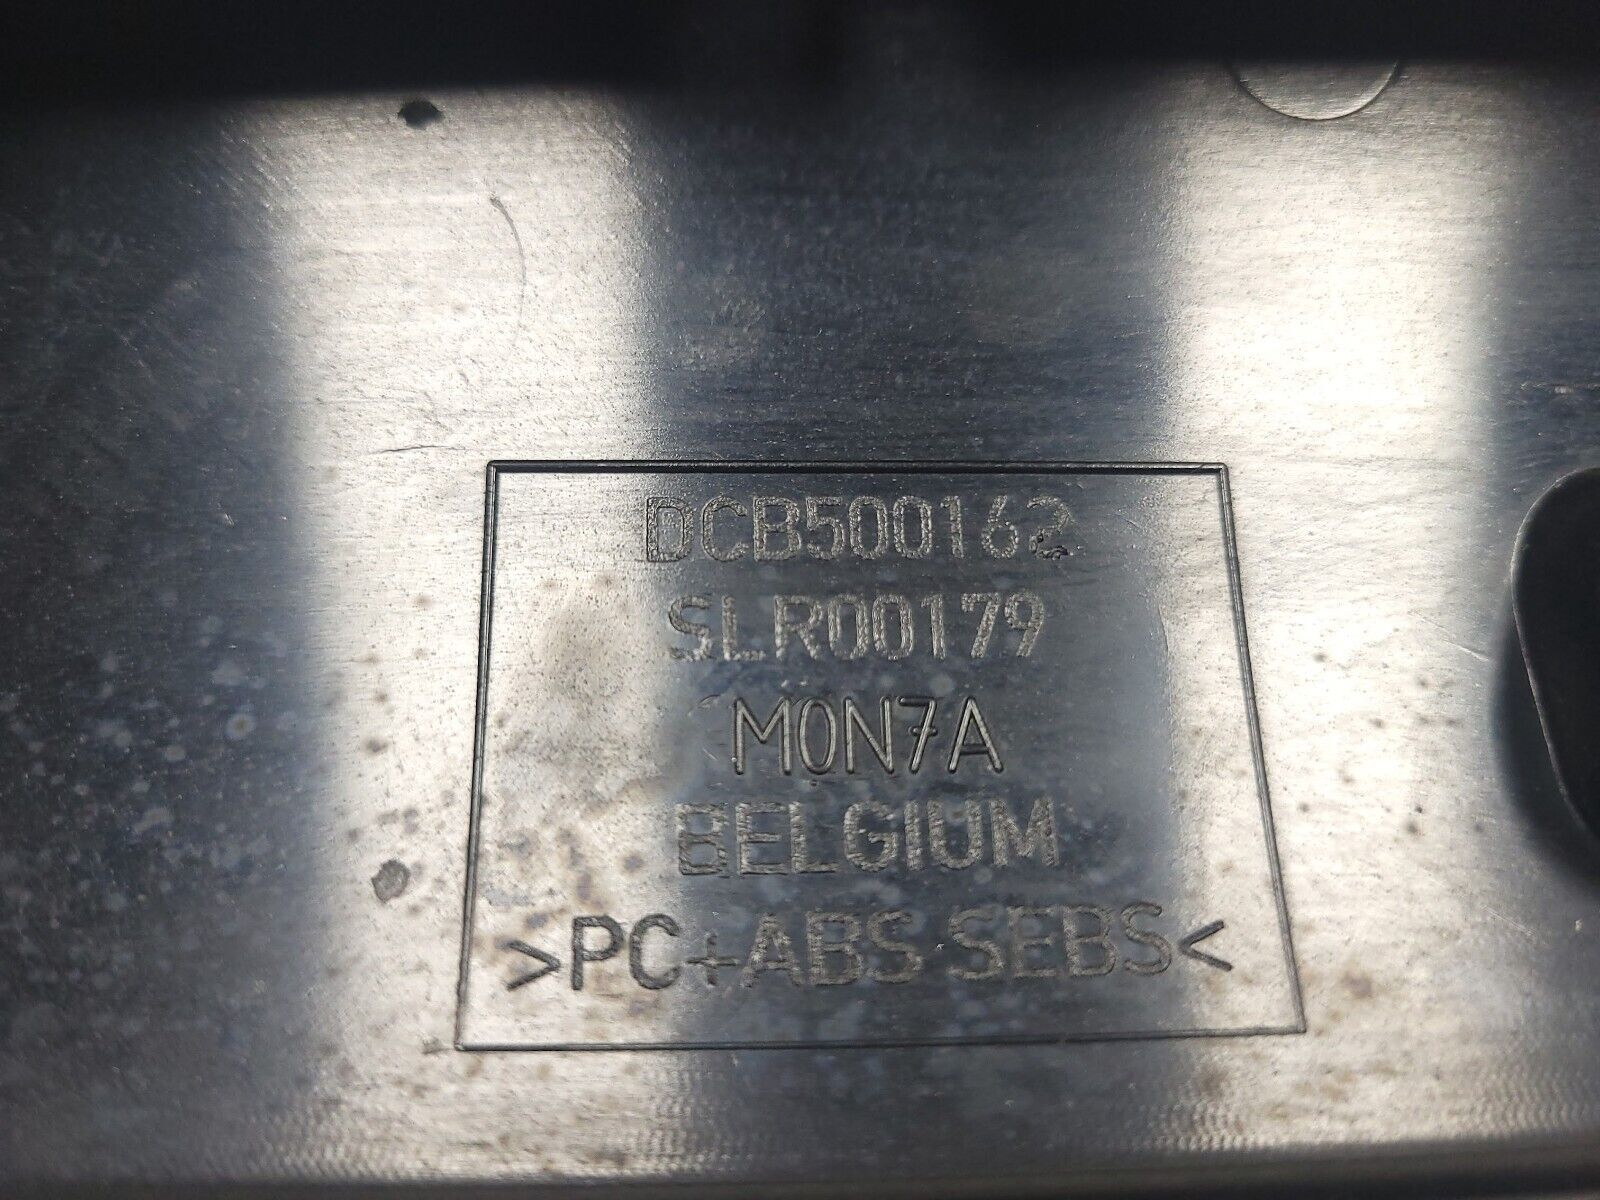 DCB500162
SLR00179
M0N7A
BELGIUM
>PC+ABS SEBS<